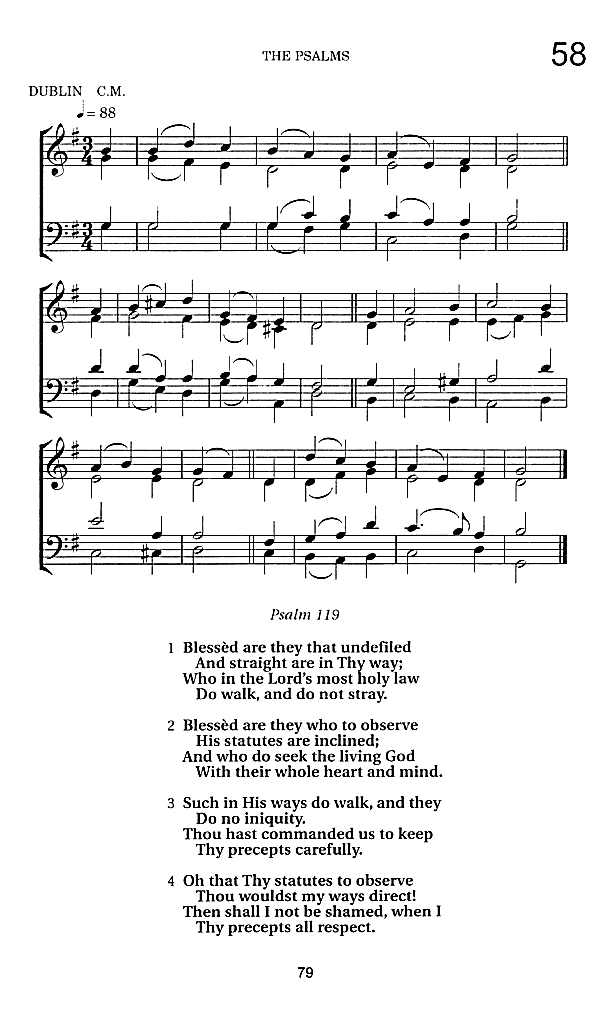 THE PSALMS
58
DUBLIN C.M.
♩= 88
Psalm 119
1 Blessèd are they that undefiled
And straight are in Thy way;
Who in the Lord's most holy law
Do walk, and do not stray.
2 Blessèd are they who to observe
His statutes are inclined;
And who do seek the living God
With their whole heart and mind.
3 Such in His ways do walk, and they
Do no iniquity.
Thou hast commanded us to keep
Thy precepts carefully.
4 Oh that Thy statutes to observe
Thou wouldst my ways direct!
Then shall I not be shamed, when I
Thy precepts all respect.
79